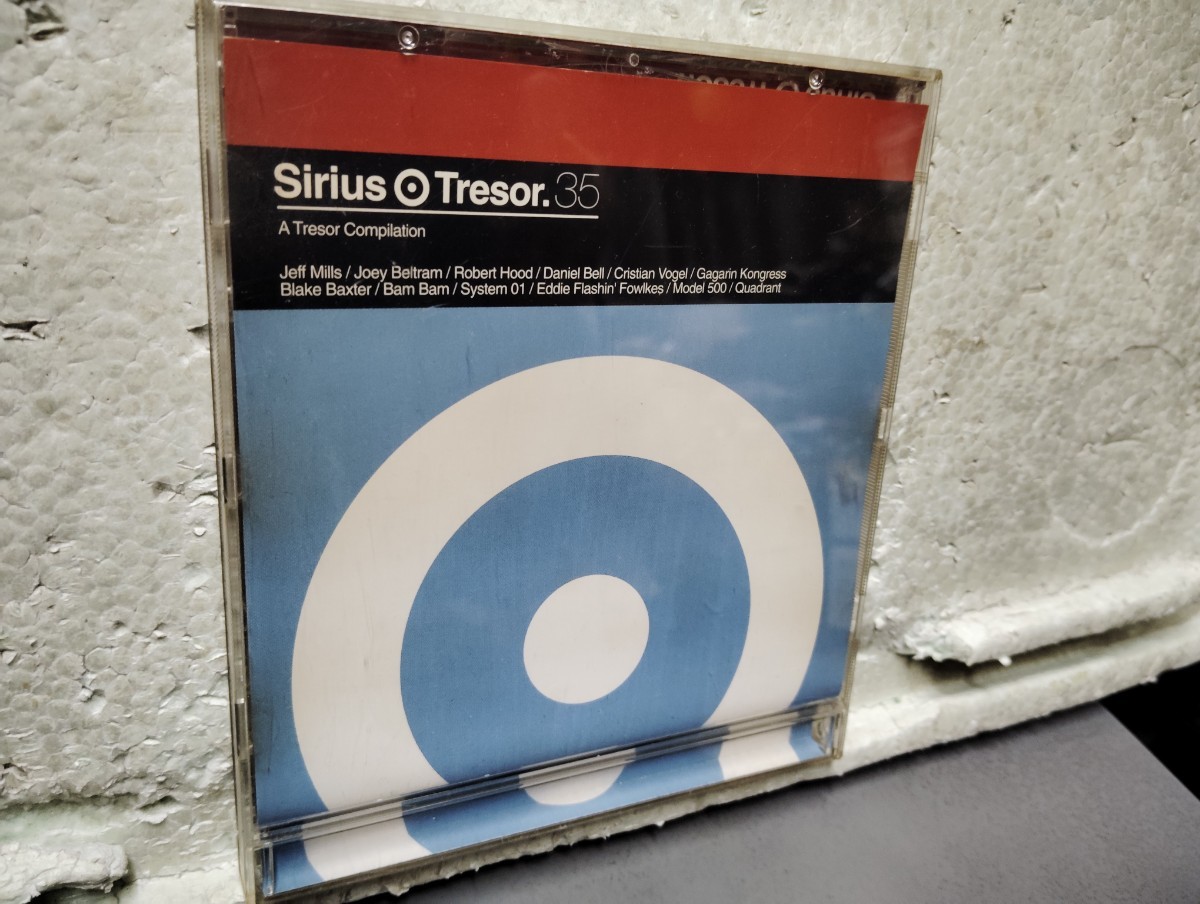 Sirius Tresor.35
A Tresor Compilation
Jeff Mills / Joey Beltram / Robert Hood / Daniel Bell / Cristian Vogel / Gagarin Kongress
Blake Baxter / Bam Bam / System 01 / Eddie Flashin' Fowlkes / Model 500 / Quadrant